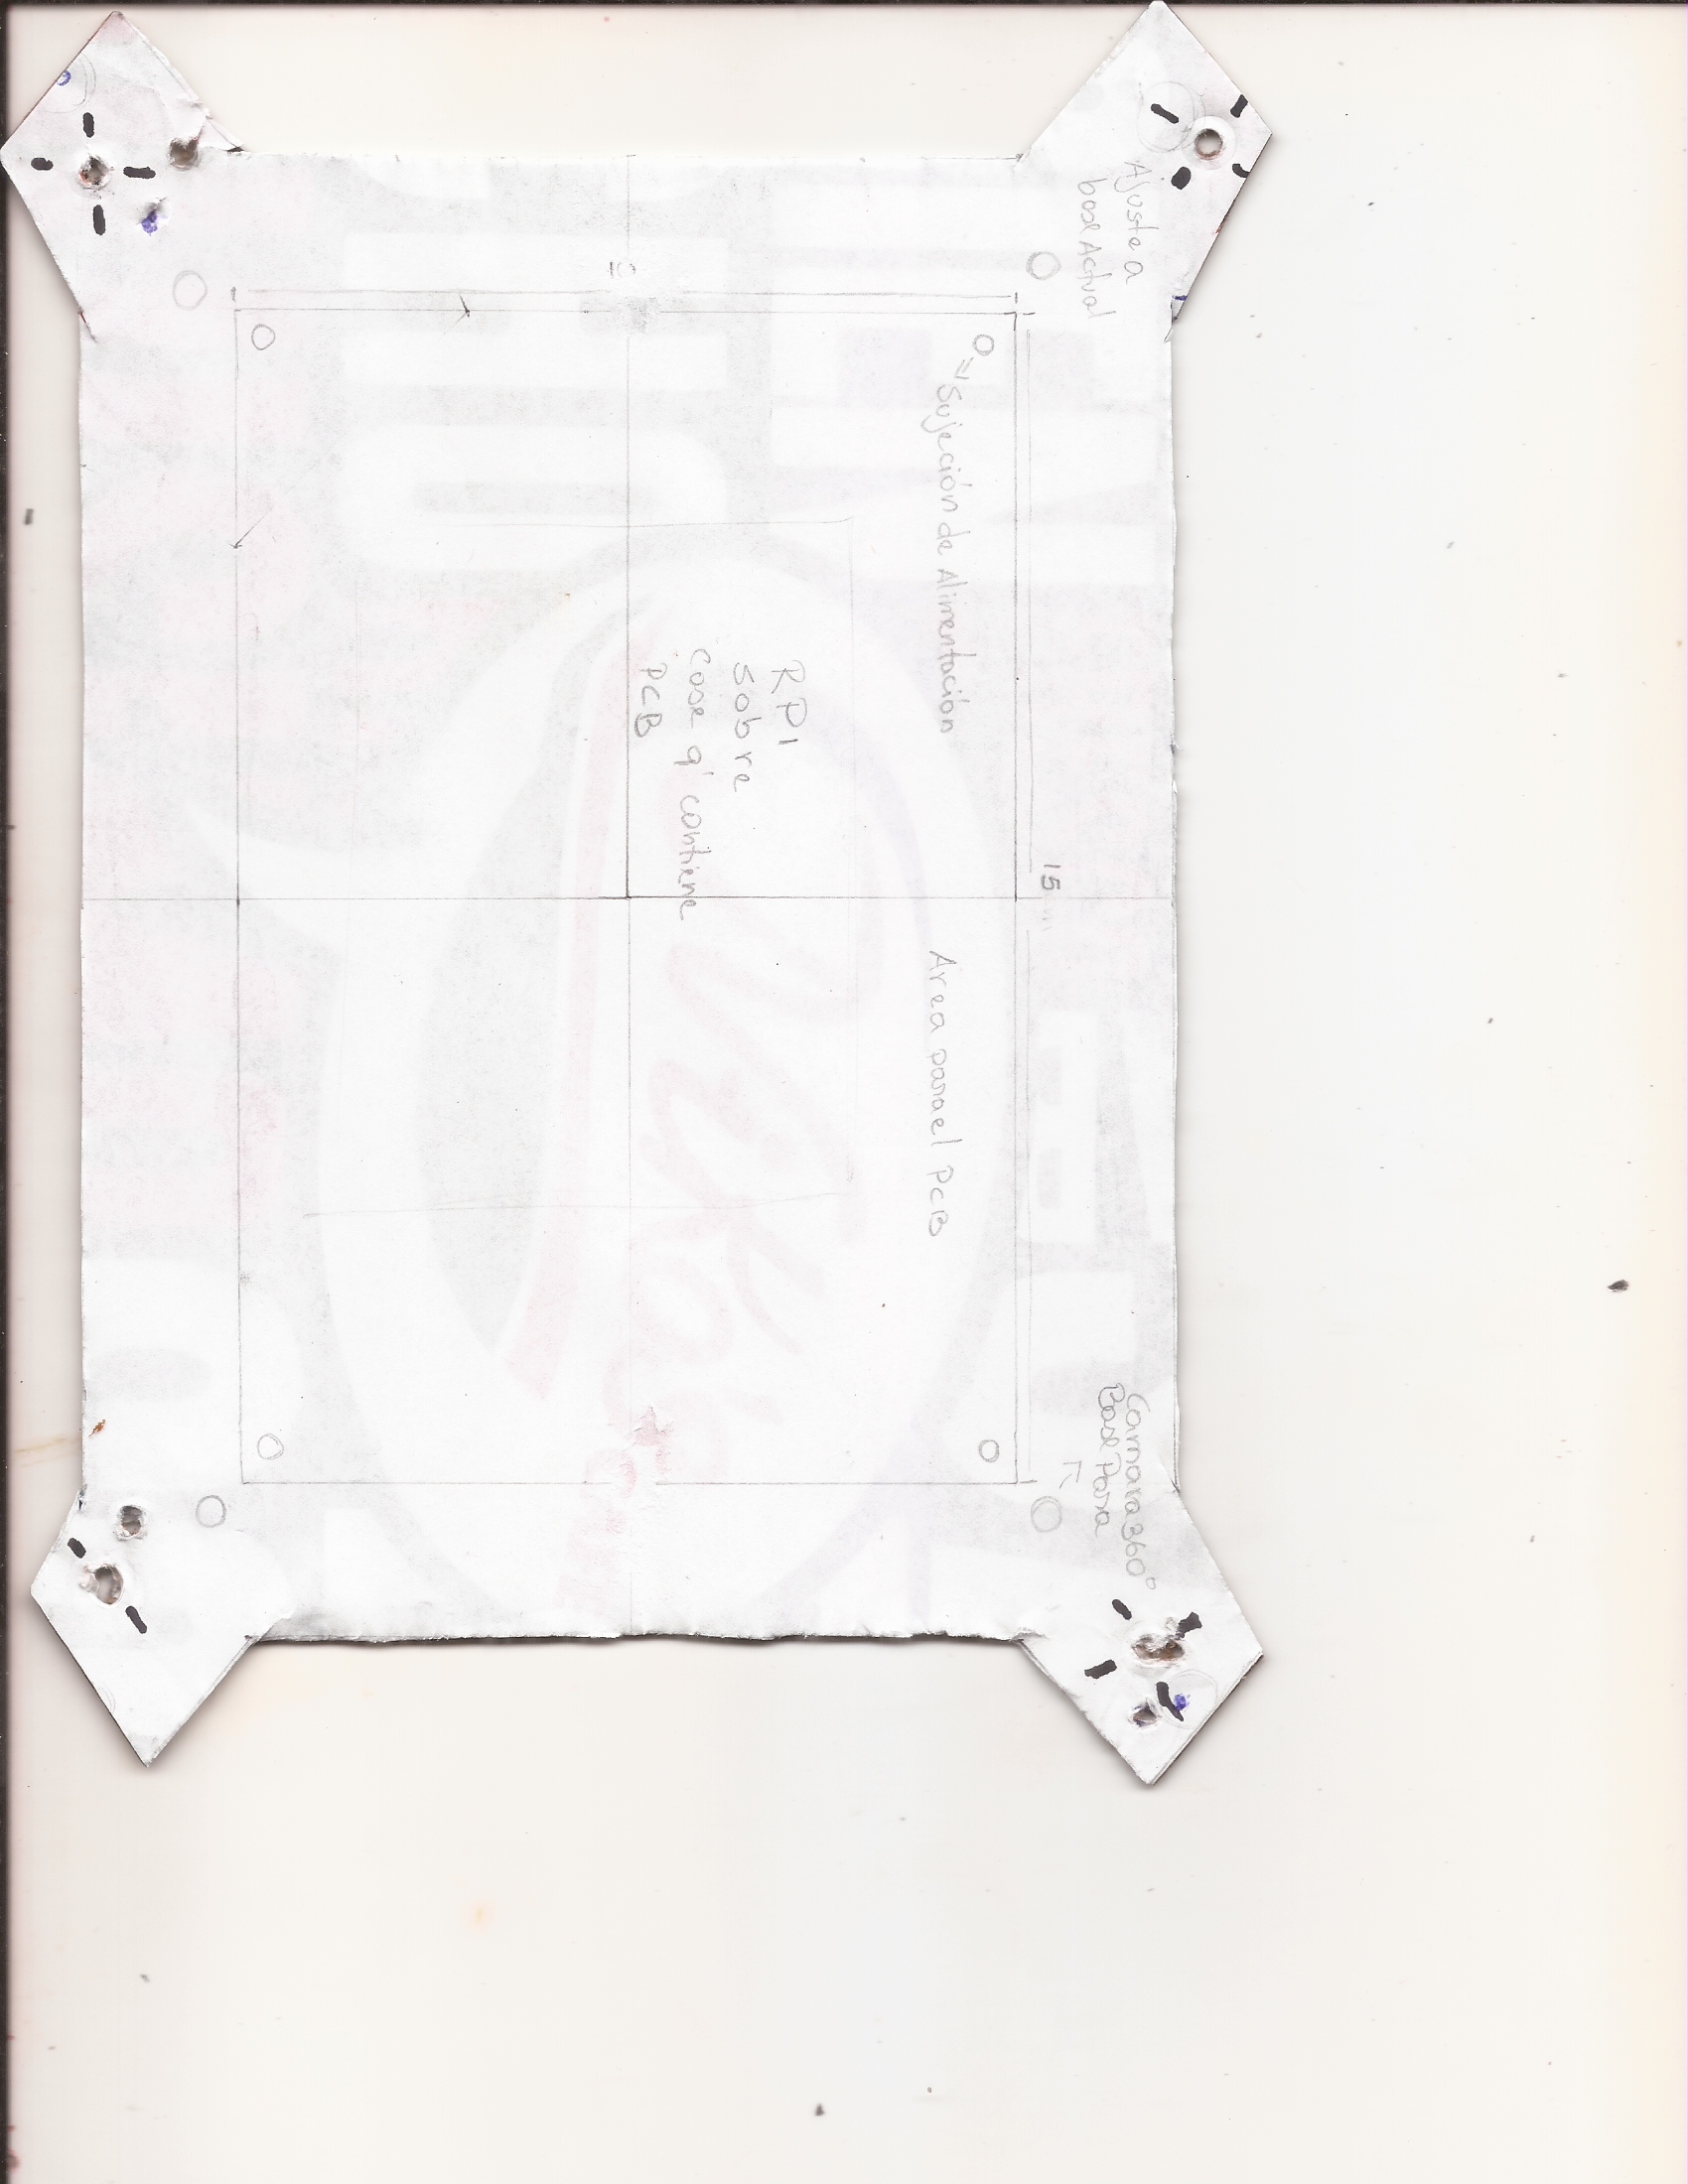 Ajuste a
base Actual
10
O => Sujeción de Alimentación
15
RPI
sobre
case q' contiene
PCB
Area para el PCB
Camara 360°
Base Para